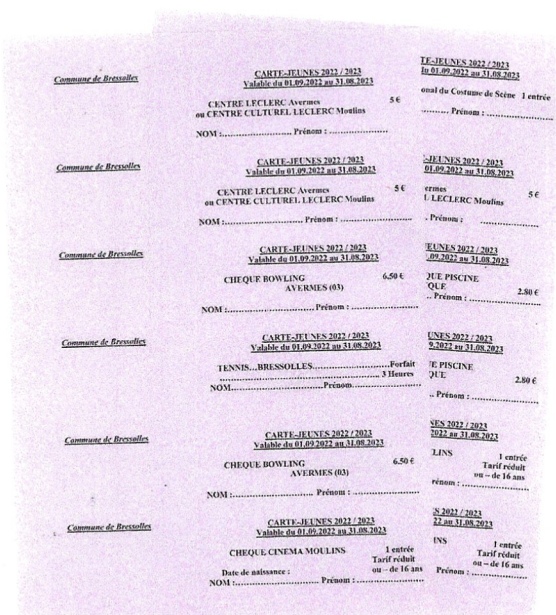 Commune de Bressolles
CARTE-JEUNES 2022 / 2023
Valable du 01.09.2022 au 31.08.2023
CENTRE LECLERC Avermes 5 €
ou CENTRE CULTUREL LECLERC Moulins
NOM :........................ Prénom : ....................
TE-JEUNES 2022 / 2023
lu 01.09.2022 au 31.08.2023
onal du Costume de Scène 1 entrée
......... Prénom : ....................
Commune de Bressolles
CARTE-JEUNES 2022 / 2023
Valable du 01.09.2022 au 31.08.2023
CENTRE LECLERC Avermes 5 €
ou CENTRE CULTUREL LECLERC Moulins
NOM :........................... Prénom : ........................
-JEUNES 2022 / 2023
01.09.2022 au 31.08.2023
ermes 5 €
LECLERC Moulins
. Prénom : ....................
Commune de Bressolles
CARTE-JEUNES 2022 / 2023
Valable du 01.09.2022 au 31.08.2023
CHEQUE BOWLING 6.50 €
AVERMES (03)
NOM :.............................. Prénom : ....................
EUNES 2022 / 2023
.09.2022 au 31.08.2023
QUE PISCINE
QUE 2.80 €
.. Prénom : ........................
Commune de Bressolles
CARTE-JEUNES 2022 / 2023
Valable du 01.09.2022 au 31.08.2023
TENNIS...BRESSOLLES...........................Forfait
........................................................ 3 Heures
NOM...............................Prénom........................
UNES 2022 / 2023
9.2022 au 31.08.2023
E PISCINE
QUE 2.80 €
.. Prénom : ....................
Commune de Bressolles
CARTE-JEUNES 2022 / 2023
Valable du 01.09.2022 au 31.08.2023
CHEQUE BOWLING 6.50 €
AVERMES (03)
NOM :........................... Prénom : ........................
NES 2022 / 2023
2022 au 31.08.2023
LINS 1 entrée
Tarif réduit
ou – de 16 ans
rénom : ....................
Commune de Bressolles
CARTE-JEUNES 2022 / 2023
Valable du 01.09.2022 au 31.08.2023
CHEQUE CINEMA MOULINS 1 entrée
Tarif réduit
Date de naissance : ou – de 16 ans
NOM :........................... Prénom : ........................
S 2022 / 2023
22 au 31.08.2023
INS 1 entrée
Tarif réduit
ou – de 16 ans
Prénom : ....................